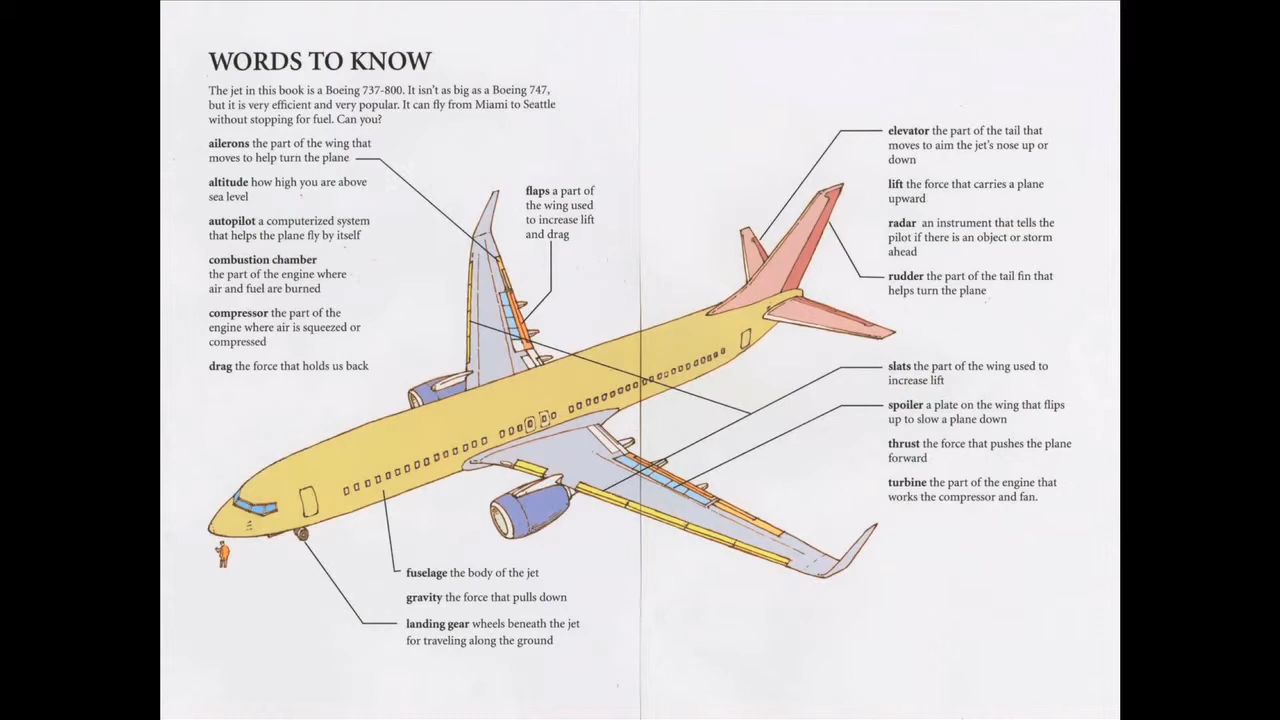 WORDS TO KNOW
The jet in this book is a Boeing 737-800. It isn't as big as a Boeing 747,
but it is very efficient and very popular. It can fly from Miami to Seattle
without stopping for fuel. Can you?
ailerons the part of the wing that
moves to help turn the plane
altitude how high you are above
sea level
autopilot a computerized system
that helps the plane fly by itself
combustion chamber
the part of the engine where
air and fuel are burned
compressor the part of the
engine where air is squeezed or
compressed
drag the force that holds us back
flaps a part of
the wing used
to increase lift
and drag
fuselage the body of the jet
gravity the force that pulls down
landing gear wheels beneath the jet
for traveling along the ground
elevator the part of the tail that
moves to aim the jet's nose up or
down
lift the force that carries a plane
upward
radar an instrument that tells the
pilot if there is an object or storm
ahead
rudder the part of the tail fin that
helps turn the plane
slats the part of the wing used to
increase lift
spoiler a plate on the wing that flips
up to slow a plane down
thrust the force that pushes the plane
forward
turbine the part of the engine that
works the compressor and fan.